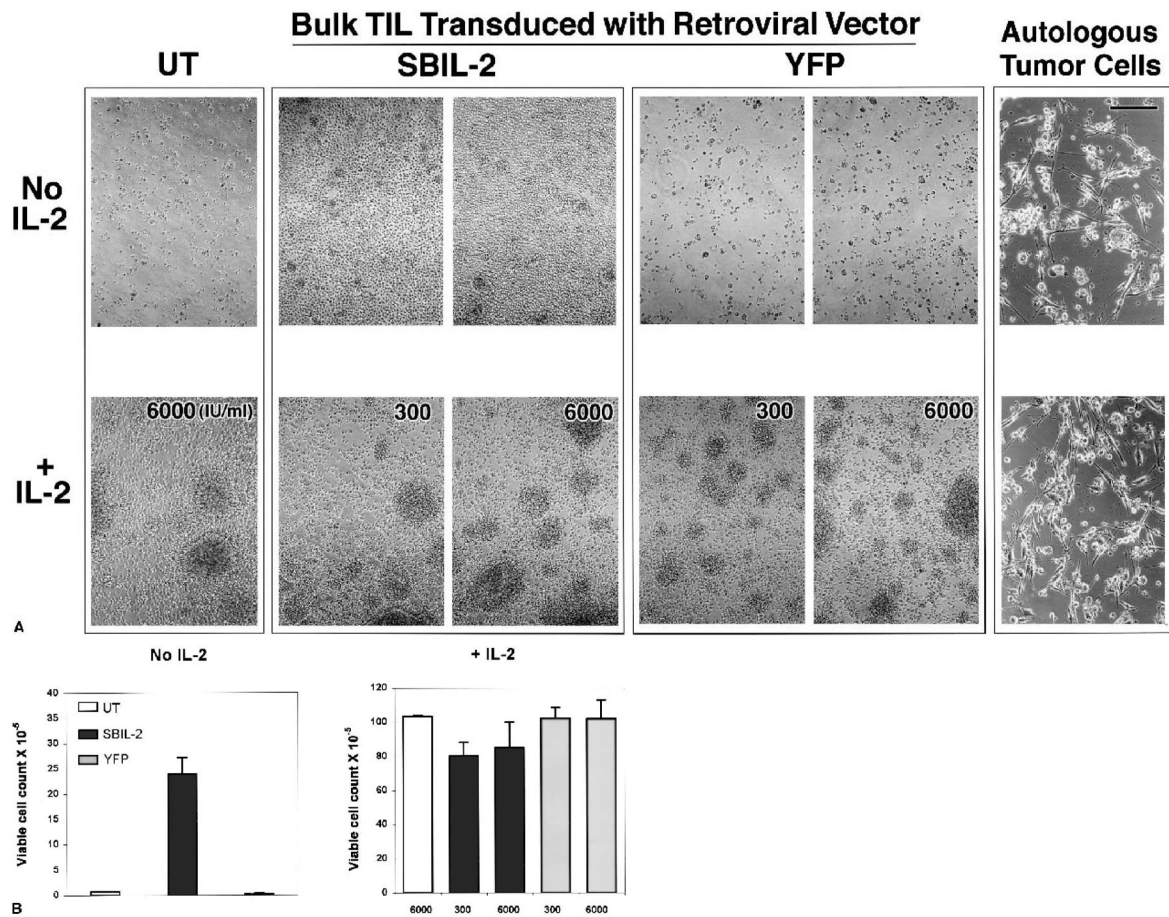 Bulk TIL Transduced with Retroviral Vector
UT
SBIL-2
YFP
Autologous
Tumor Cells
No
IL-2
+
IL-2
6000 (IU/ml)
300
6000
300
6000
A
No IL-2
+ IL-2
Viable cell count X 10-5
40
35
30
25
20
15
10
5
0
UT
SBIL-2
YFP
Viable cell count X 10-5
120
100
80
60
40
20
0
6000
300
6000
300
6000
B